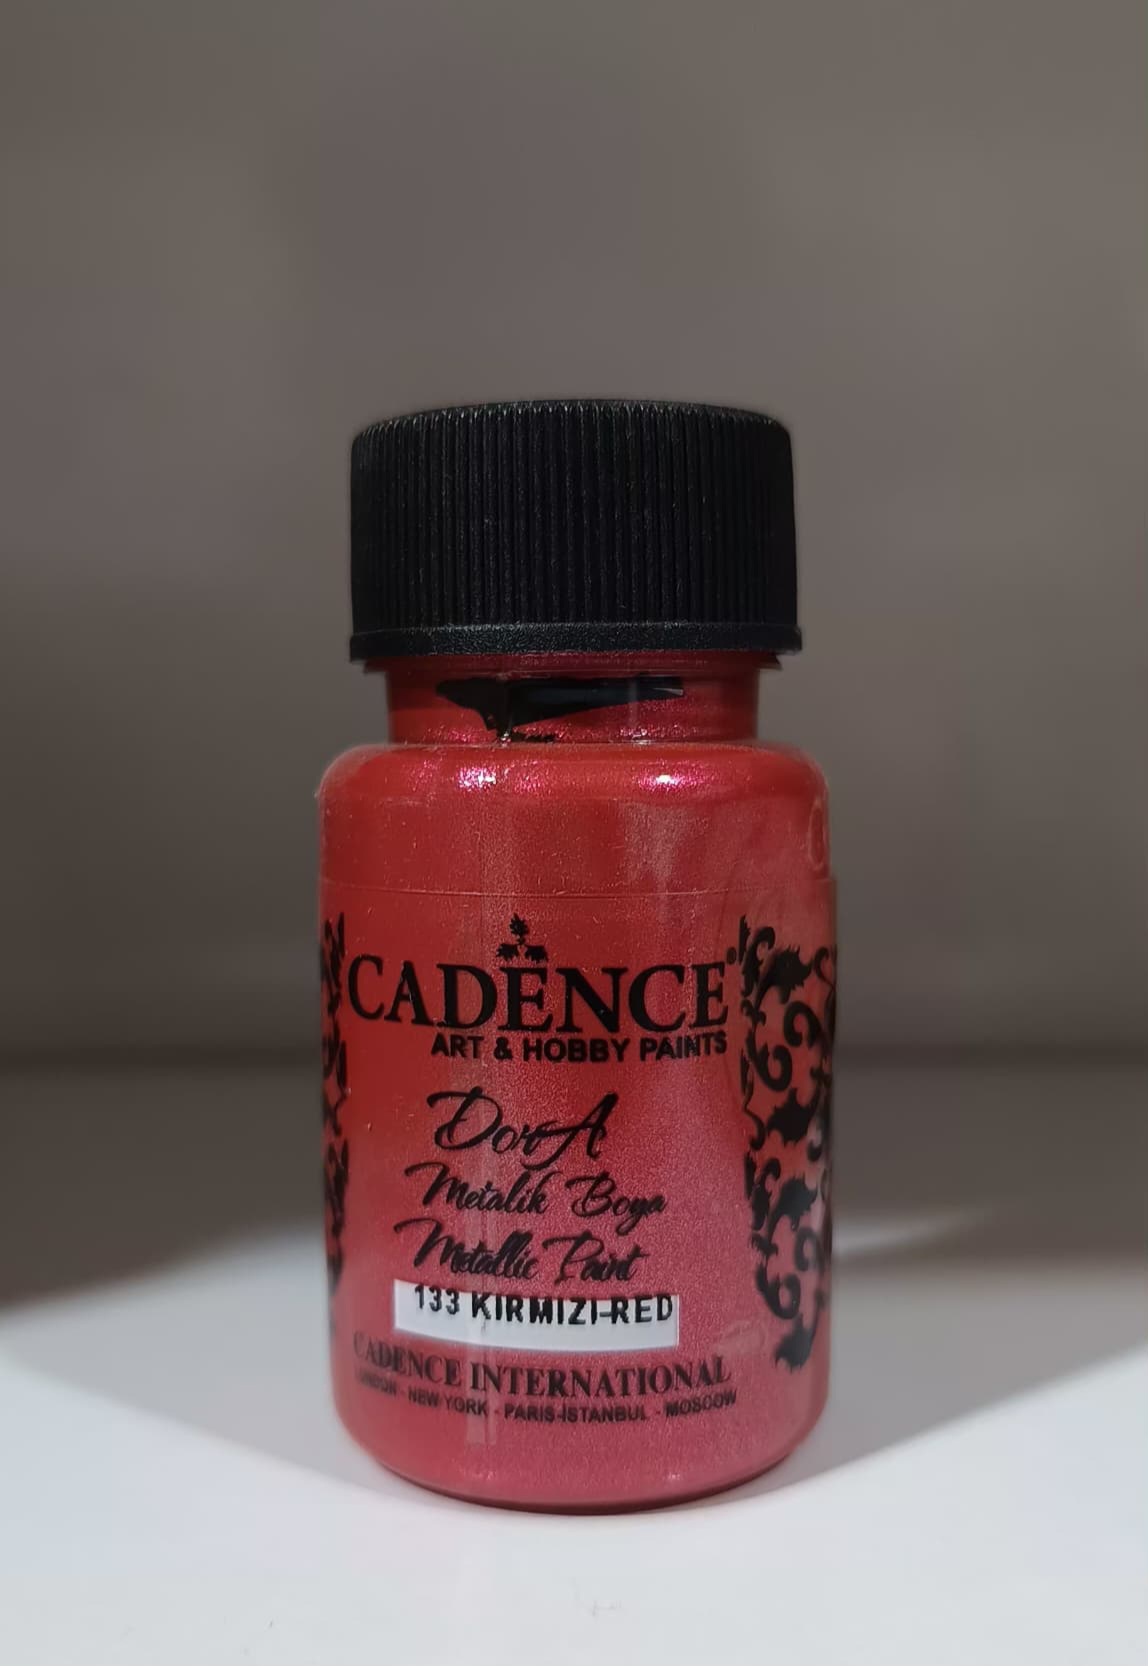 CADENCE®
ART & HOBBY PAINTS
DorA
Metalik Boya
Metallic Paint
133 KIRMIZI-RED
CADENCE INTERNATIONAL
LONDON - NEW YORK - PARIS-İSTANBUL - MOSCOW